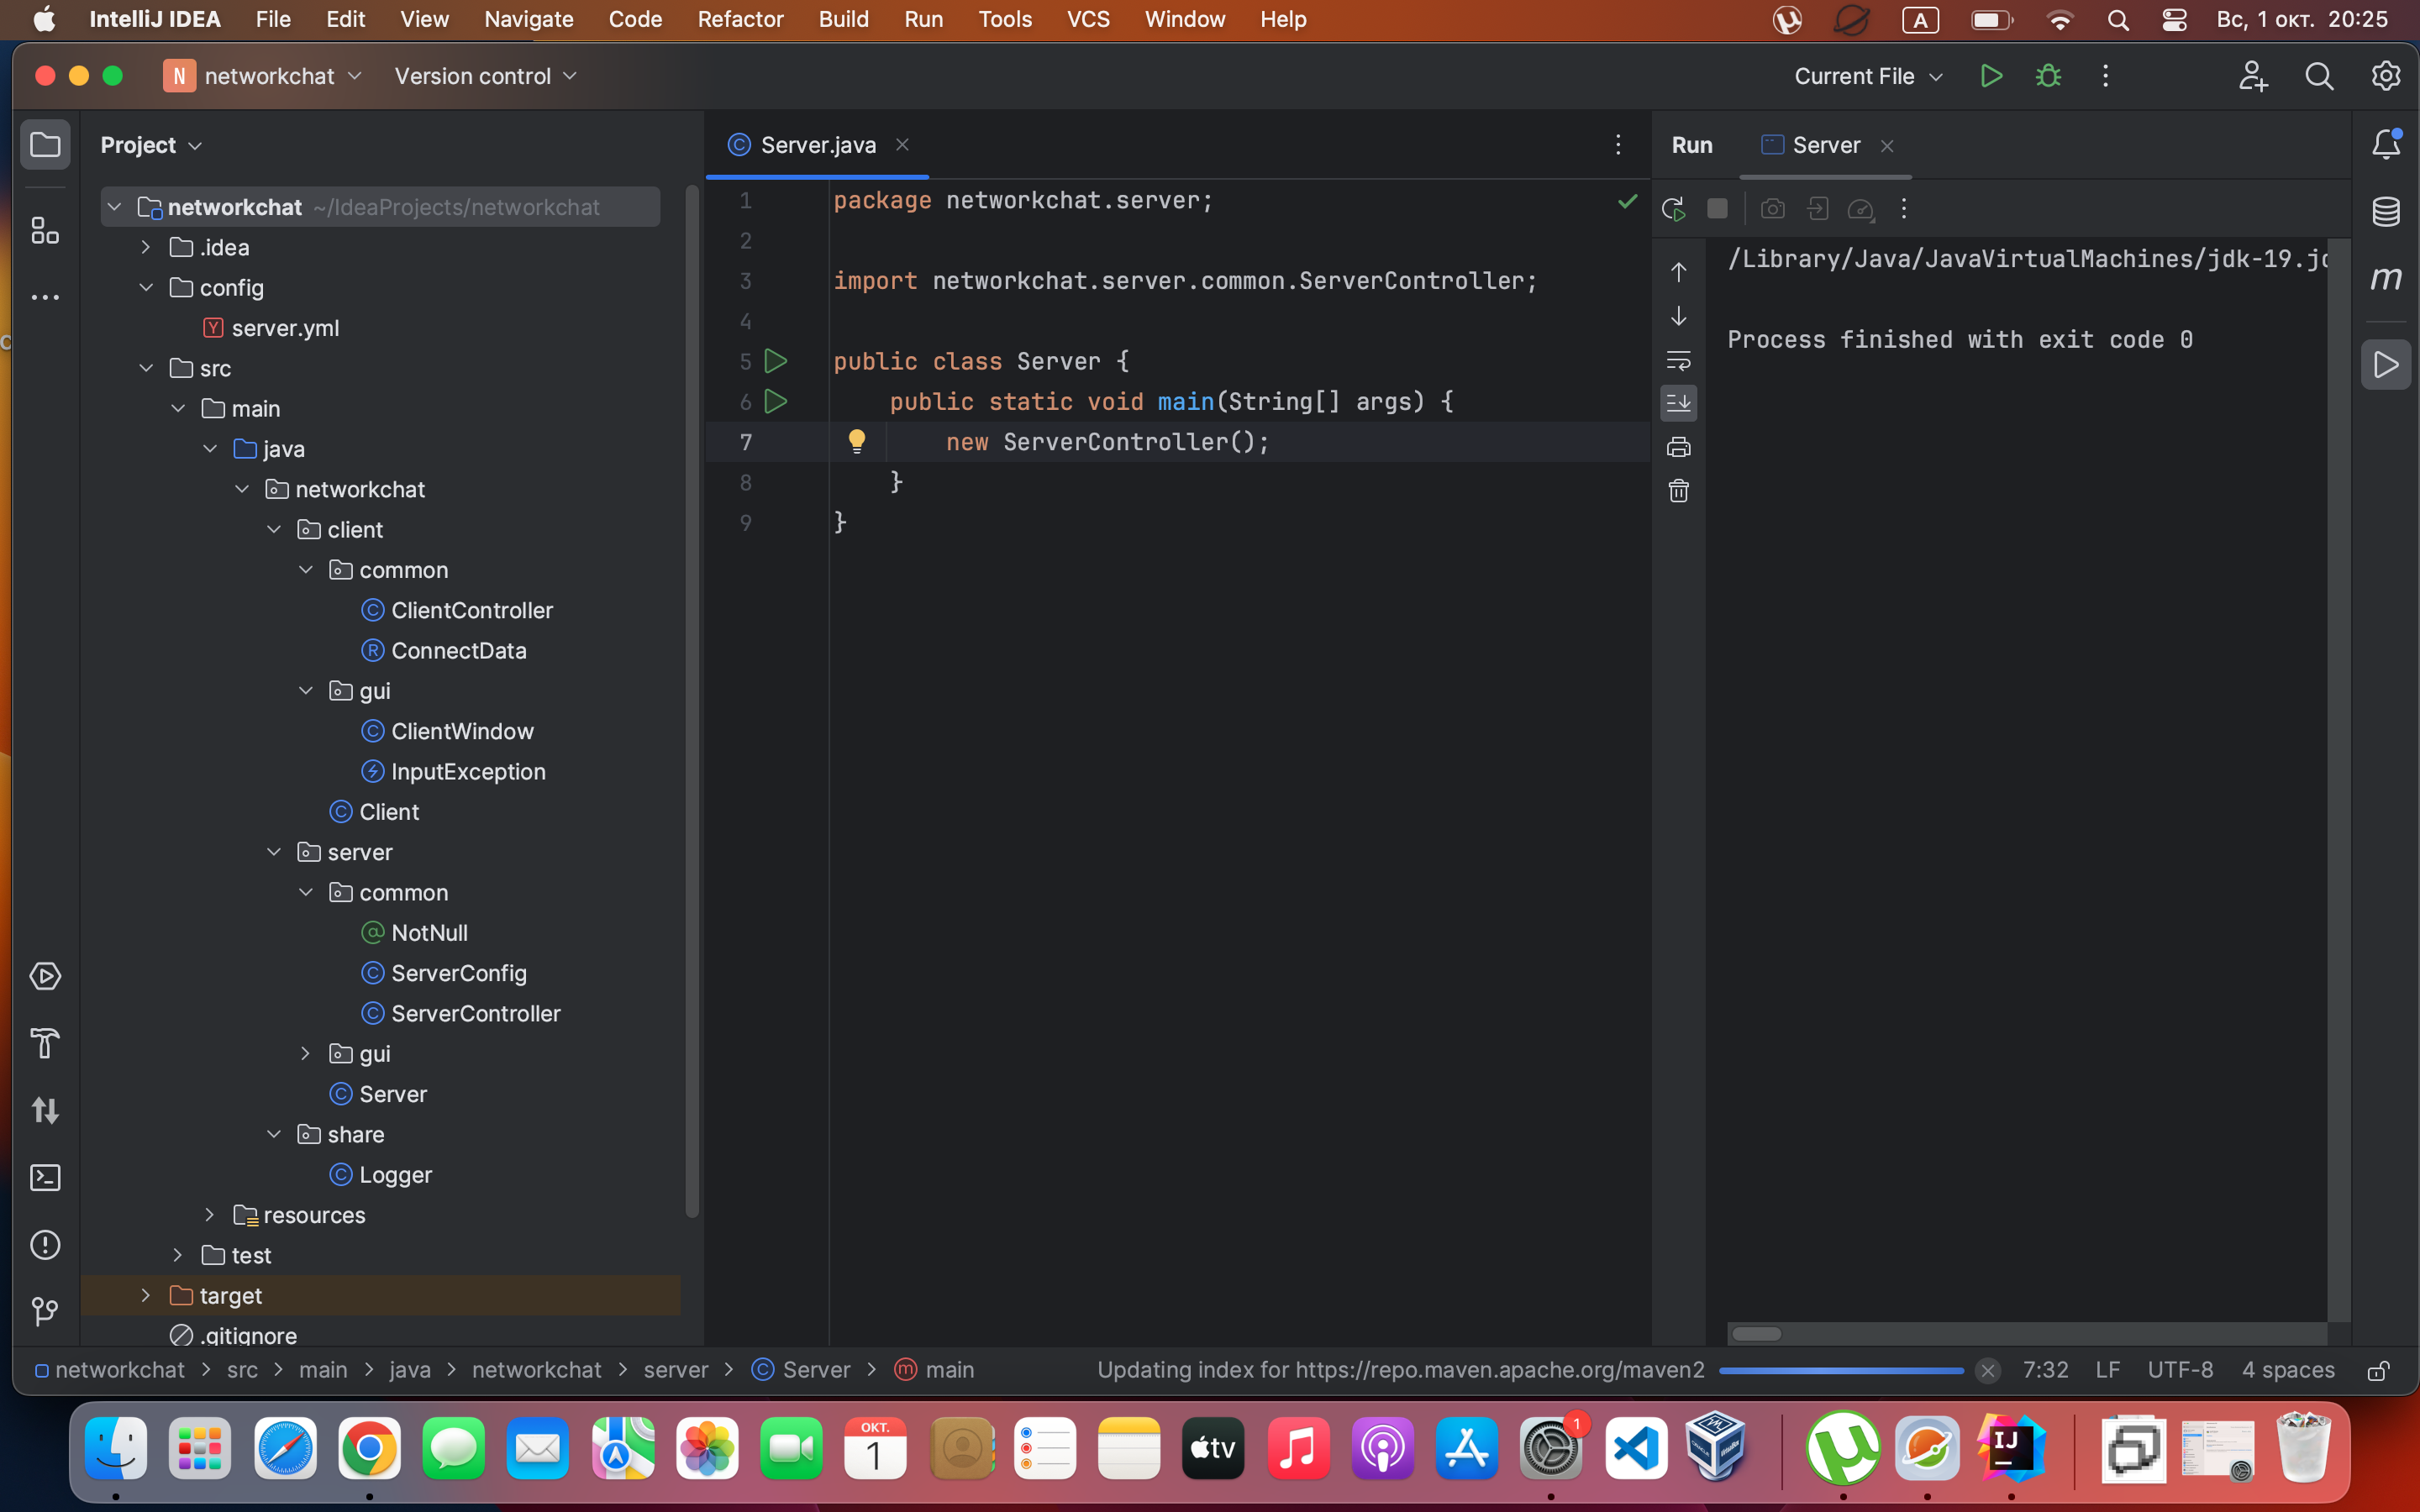 IntelliJ IDEA File Edit View Navigate Code Refactor Build Run Tools VCS Window Help A Вс, 1 окт. 20:25
N networkchat Version control Current File
Project
Server.java
Run Server
networkchat ~/IdeaProjects/networkchat
.idea
config
Y server.yml
src
main
java
networkchat
client
common
C ClientController
R ConnectData
gui
C ClientWindow
InputException
C Client
server
common
@ NotNull
C ServerConfig
C ServerController
gui
C Server
share
C Logger
resources
test
target
.gitignore
1 package networkchat.server;
2
3 import networkchat.server.common.ServerController;
4
5 public class Server {
6 public static void main(String[] args) {
7 new ServerController();
8 }
9 }
/Library/Java/JavaVirtualMachines/jdk-19.jd
Process finished with exit code 0
m
networkchat > src > main > java > networkchat > server > C Server > m main Updating index for https://repo.maven.apache.org/maven2 7:32 LF UTF-8 4 spaces
ОКТ.
1
tv
1
IJ